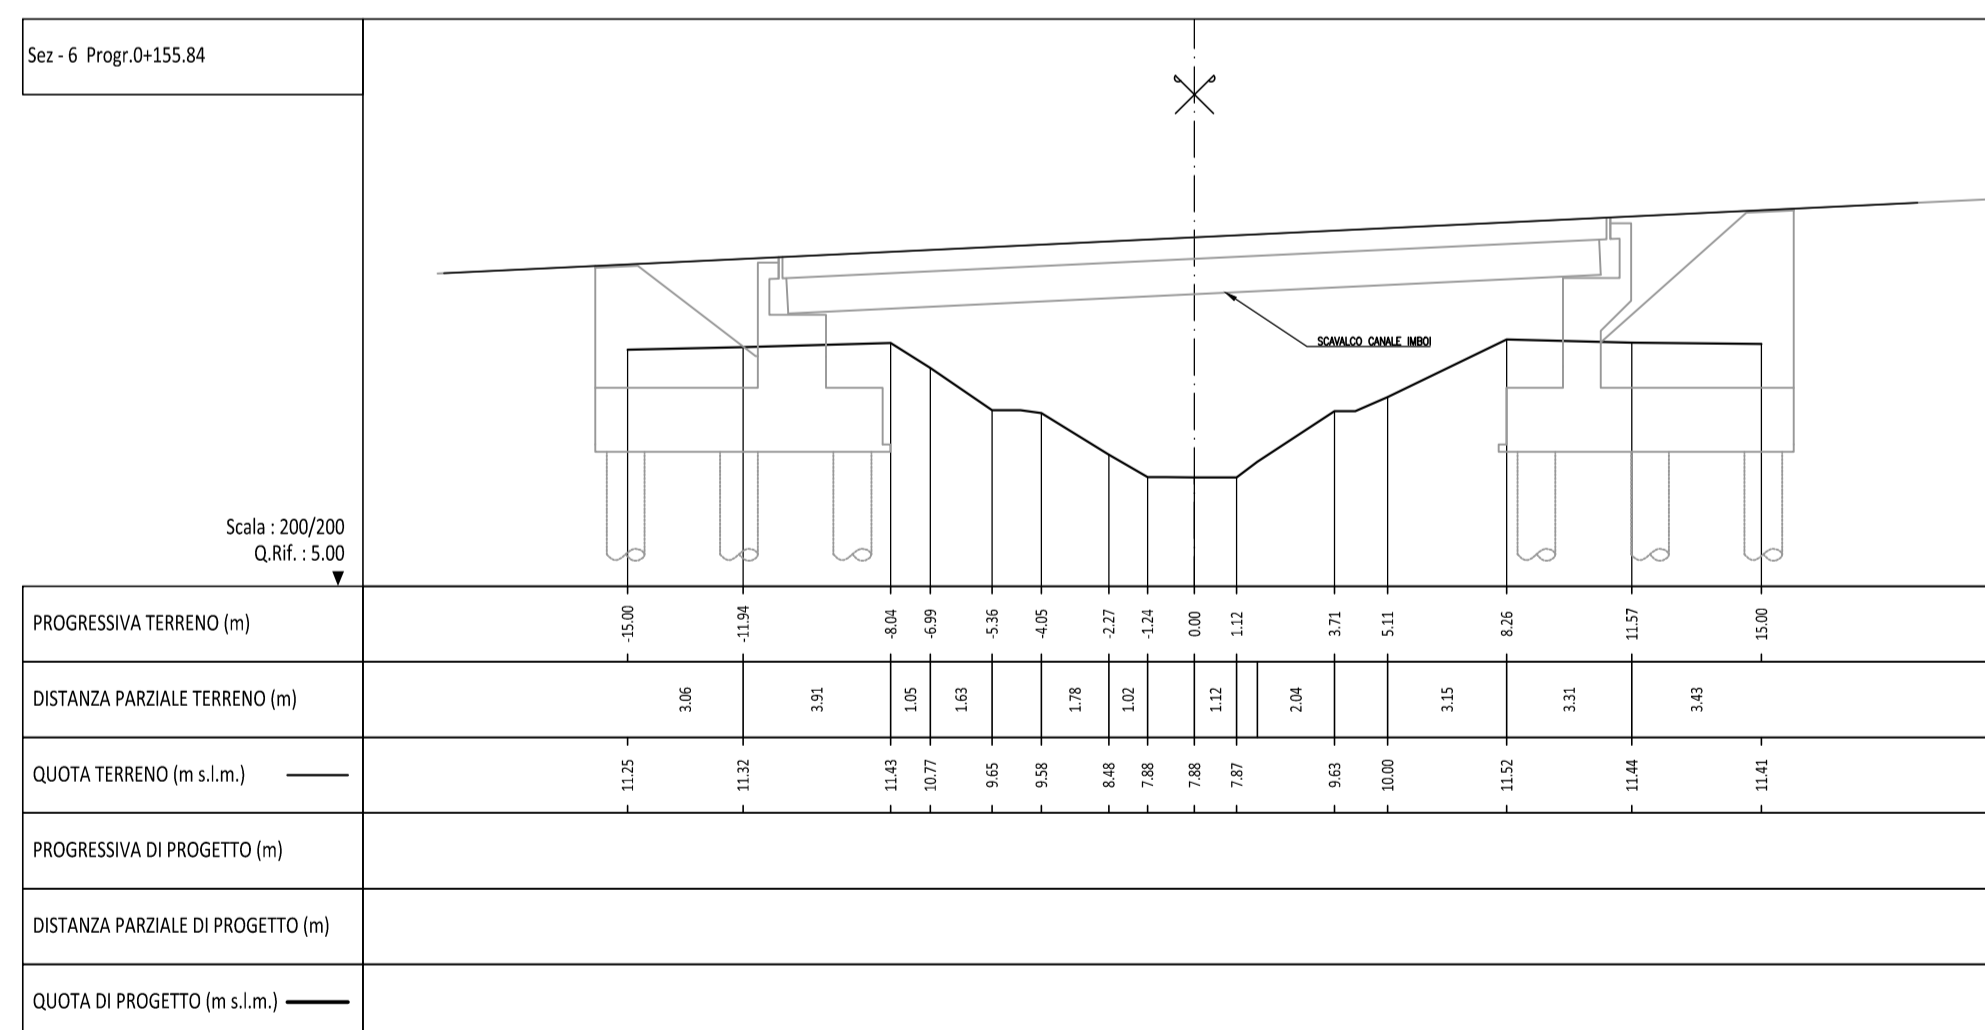 Sez - 6 Progr.0+155.84
SCAVALCO CANALE IMBOI
Scala : 200/200
Q.Rif. : 5.00
PROGRESSIVA TERRENO (m) -15.00 -11.94 -8.04 -6.99 -5.36 -4.05 -2.27 -1.24 0.00 1.12 3.71 5.11 8.26 11.57 15.00
DISTANZA PARZIALE TERRENO (m) 3.06 3.91 1.05 1.63 1.78 1.02 1.12 2.04 3.15 3.31 3.43
QUOTA TERRENO (m s.l.m.) 11.25 11.32 11.43 10.77 9.65 9.58 8.48 7.88 7.88 7.87 9.63 10.00 11.52 11.44 11.41
PROGRESSIVA DI PROGETTO (m)
DISTANZA PARZIALE DI PROGETTO (m)
QUOTA DI PROGETTO (m s.l.m.)